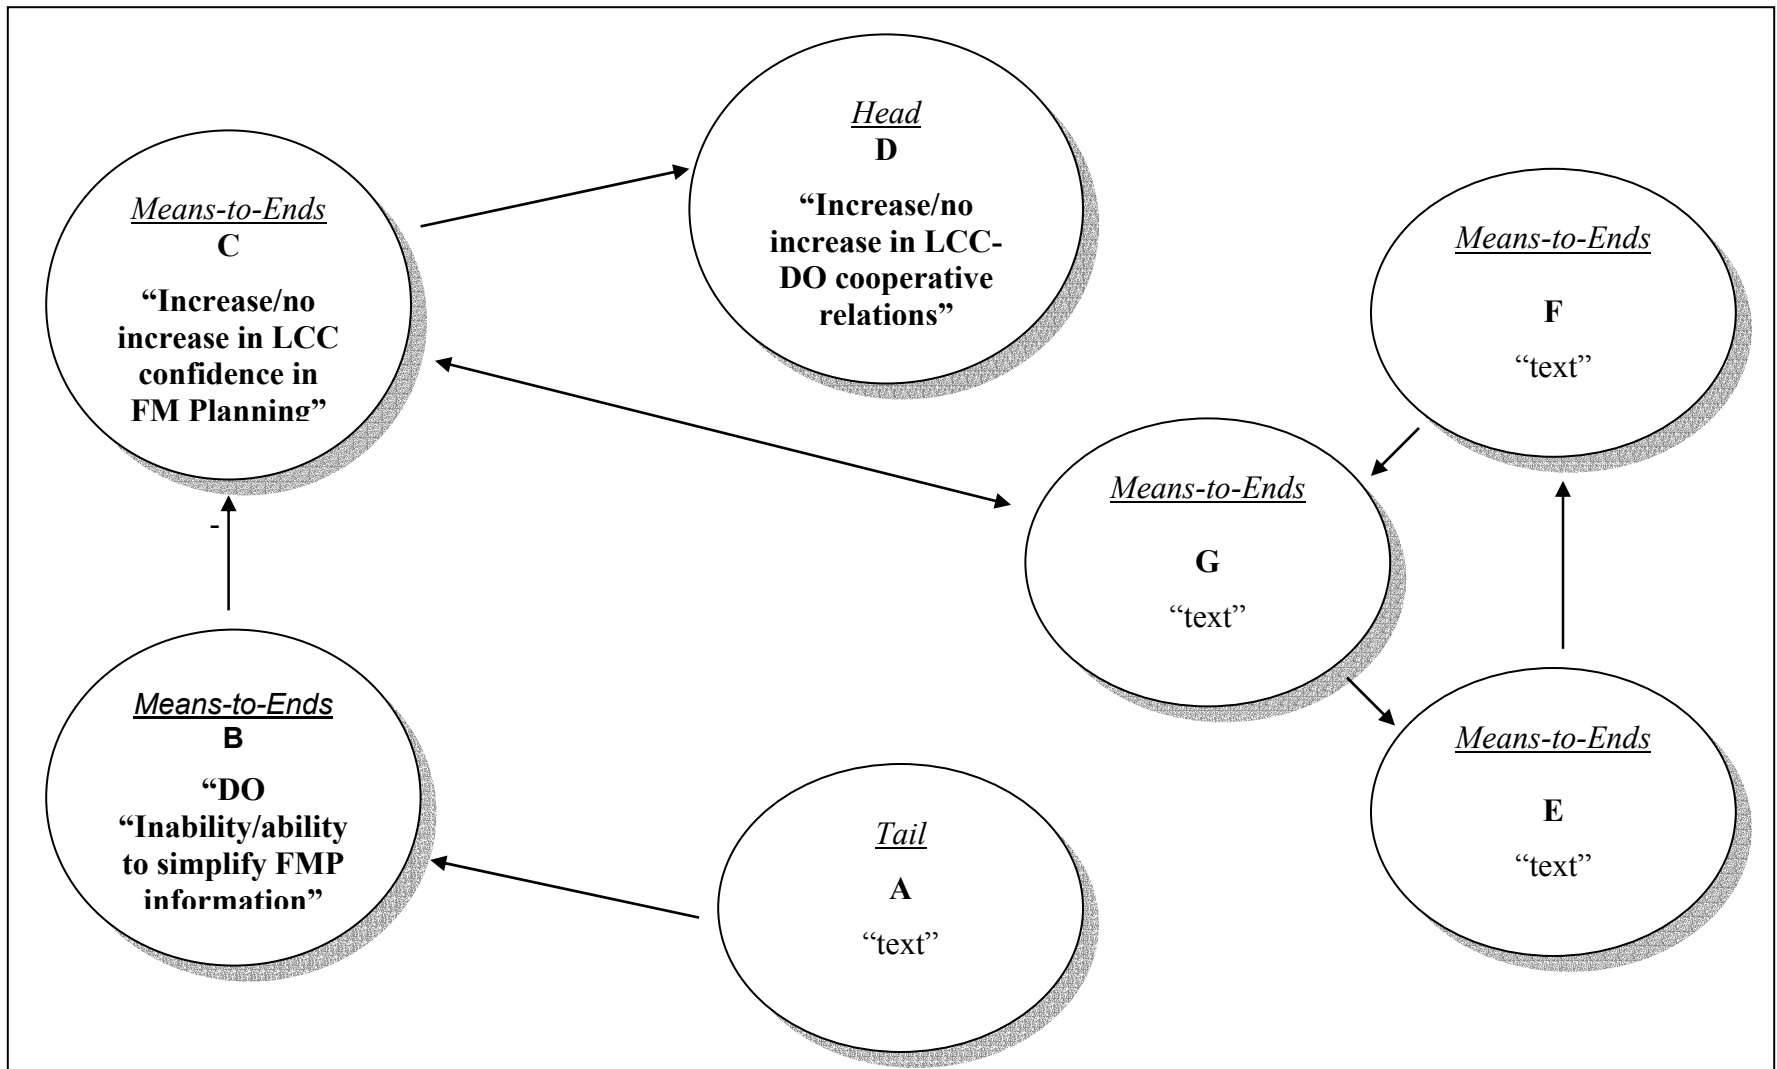 Head
D
“Increase/no
increase in LCC-
DO cooperative
relations”
Means-to-Ends
C
“Increase/no
increase in LCC
confidence in
FM Planning”
Means-to-Ends
F
“text”
Means-to-Ends
G
“text”
-
Means-to-Ends
B
“DO
“Inability/ability
to simplify FMP
information”
Tail
A
“text”
Means-to-Ends
E
“text”